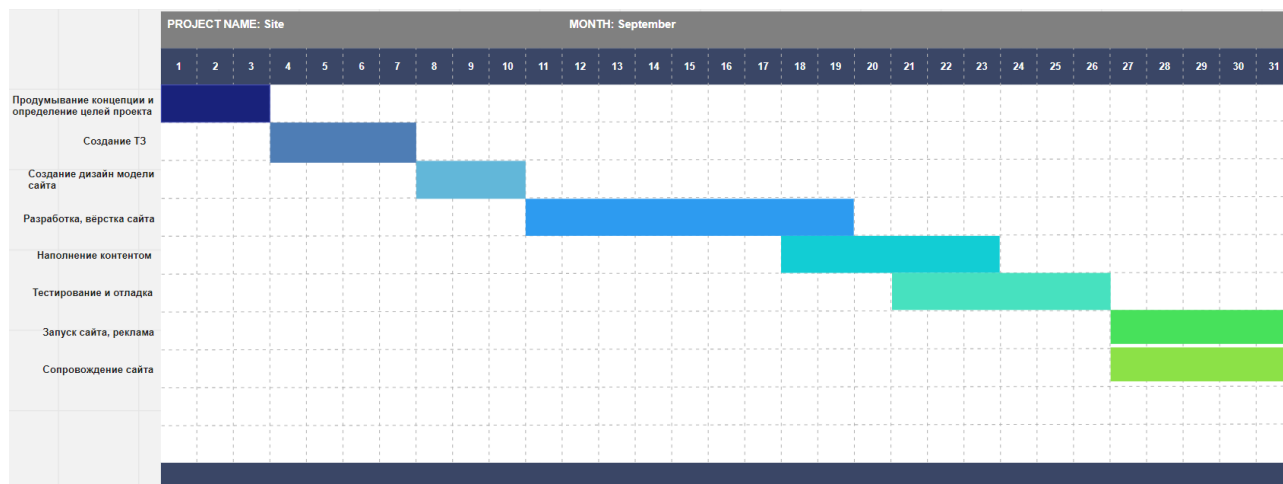 PROJECT NAME: Site MONTH: September
1 2 3 4 5 6 7 8 9 10 11 12 13 14 15 16 17 18 19 20 21 22 23 24 25 26 27 28 29 30 31
Продумывание концепции и
определение целей проекта
Создание ТЗ
Создание дизайн модели
сайта
Разработка, вёрстка сайта
Наполнение контентом
Тестирование и отладка
Запуск сайта, реклама
Сопровождение сайта